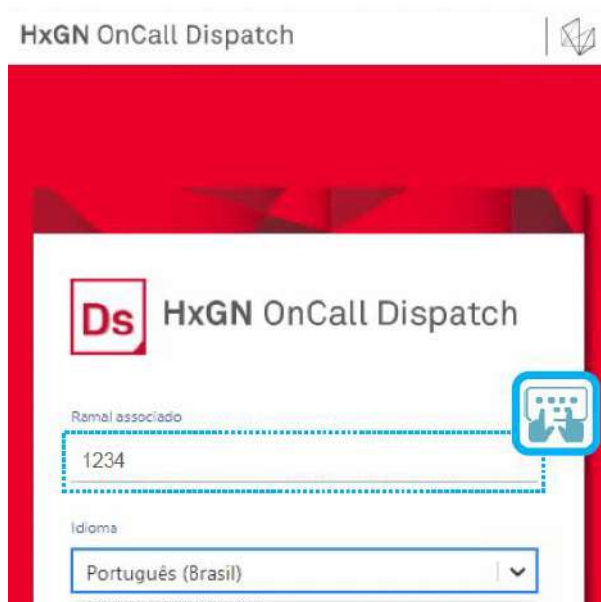 HxGN OnCall Dispatch
Ds HxGN OnCall Dispatch
Ramal associado
1234
Idioma
Português (Brasil)